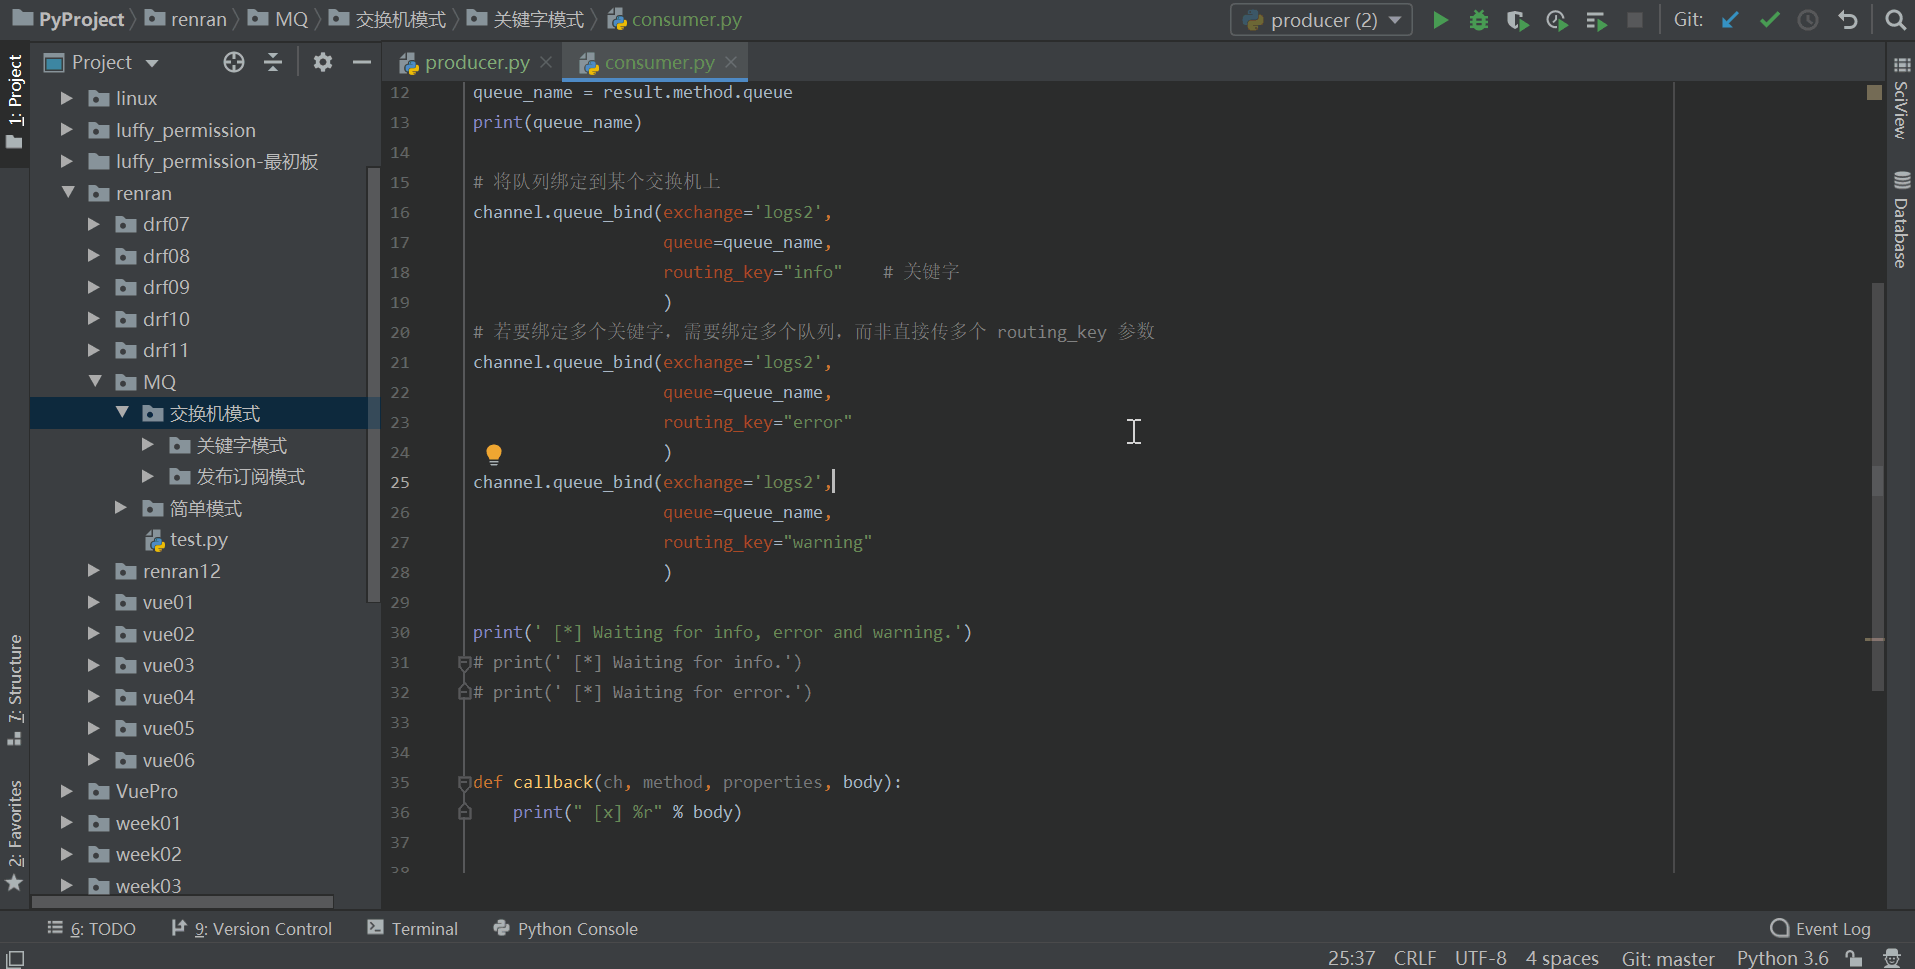 PyProject renran MQ 交换机模式 关键字模式 consumer.py
producer (2) Git:
Project
producer.py consumer.py
1: Project
7: Structure
2: Favorites
linux
luffy_permission
luffy_permission-最初板
renran
drf07
drf08
drf09
drf10
drf11
MQ
交换机模式
关键字模式
发布订阅模式
简单模式
test.py
renran12
vue01
vue02
vue03
vue04
vue05
vue06
VuePro
week01
week02
week03
12 queue_name = result.method.queue
13 print(queue_name)
14
15 # 将队列绑定到某个交换机上
16 channel.queue_bind(exchange='logs2',
17 queue=queue_name,
18 routing_key="info" # 关键字
19 )
20 # 若要绑定多个关键字，需要绑定多个队列，而非直接传多个 routing_key 参数
21 channel.queue_bind(exchange='logs2',
22 queue=queue_name,
23 routing_key="error"
24 )
25 channel.queue_bind(exchange='logs2',
26 queue=queue_name,
27 routing_key="warning"
28 )
29
30 print(' [*] Waiting for info, error and warning.')
31 # print(' [*] Waiting for info.')
32 # print(' [*] Waiting for error.')
33
34
35 def callback(ch, method, properties, body):
36 print(" [x] %r" % body)
37
38
SciView
Database
6: TODO 9: Version Control Terminal Python Console Event Log
25:37 CRLF UTF-8 4 spaces Git: master Python 3.6